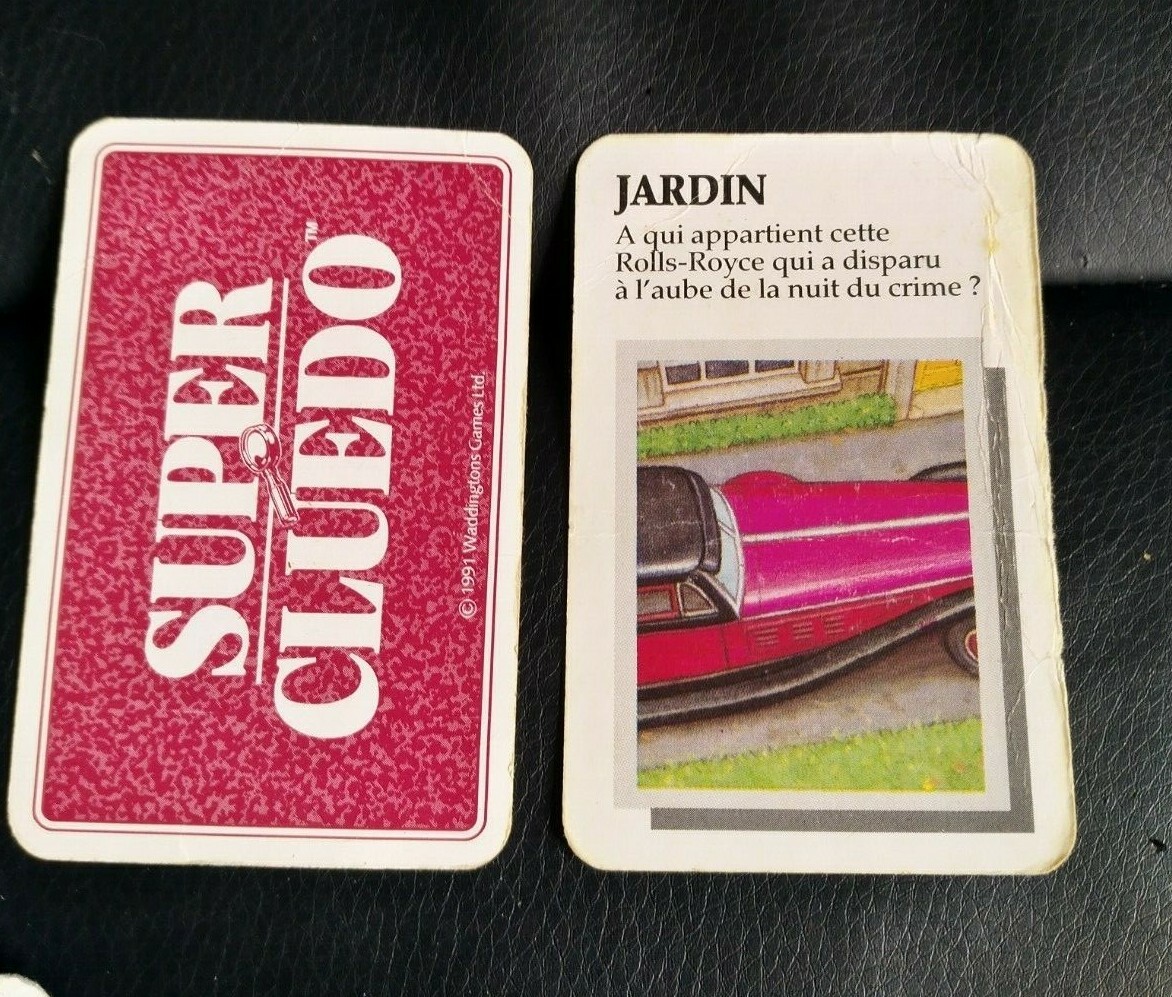 SUPER
CLUEDO™
© 1991 Waddingtons Games Ltd.
JARDIN
A qui appartient cette
Rolls-Royce qui a disparu
à l'aube de la nuit du crime ?